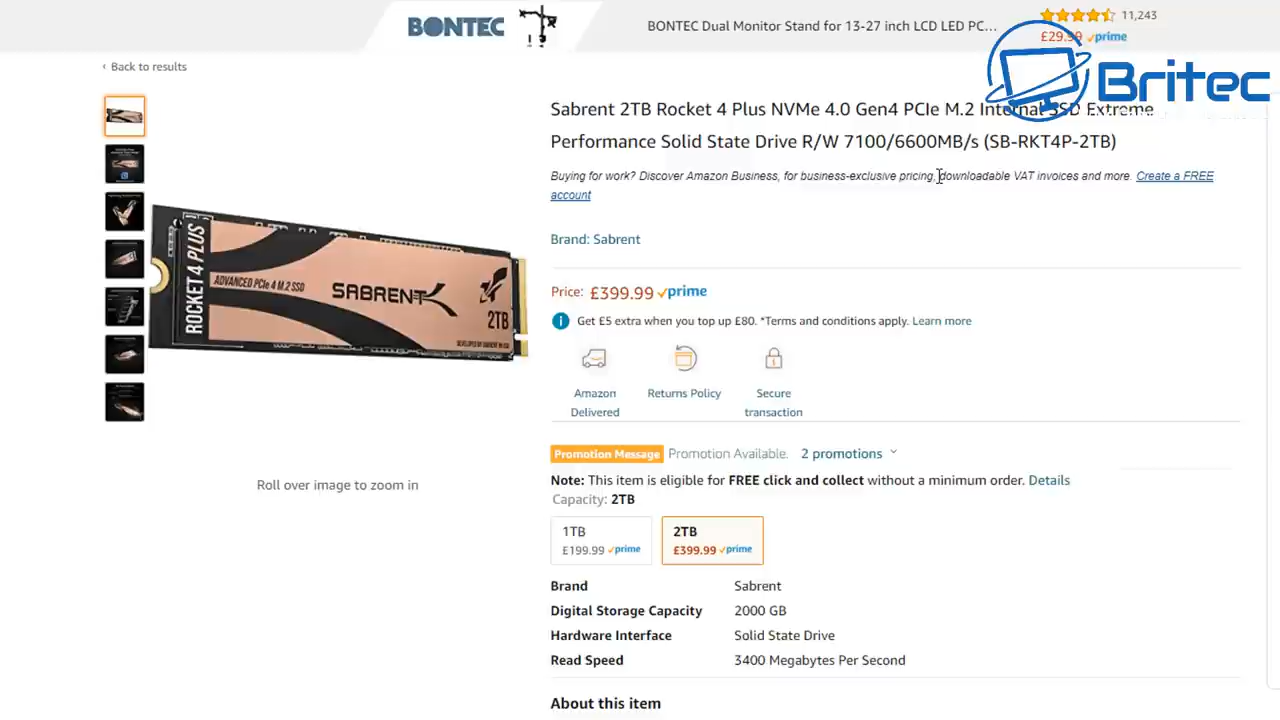 BONTEC
BONTEC Dual Monitor Stand for 13-27 inch LCD LED PC...
11,243
£29.99 prime
Britec
‹ Back to results
Sabrent 2TB Rocket 4 Plus NVMe 4.0 Gen4 PCIe M.2 Internal SSD Extreme
Performance Solid State Drive R/W 7100/6600MB/s (SB-RKT4P-2TB)
Buying for work? Discover Amazon Business, for business-exclusive pricing, downloadable VAT invoices and more. Create a FREE
account
Brand: Sabrent
ROCKET 4 PLUS
ADVANCED PCIe 4 M.2 SSD
SABRENT
2TB
Price: £399.99 prime
Get £5 extra when you top up £80. *Terms and conditions apply. Learn more
Amazon
Delivered
Returns Policy
Secure
transaction
Promotion Message Promotion Available. 2 promotions
Note: This item is eligible for FREE click and collect without a minimum order. Details
Roll over image to zoom in
Capacity: 2TB
1TB
£199.99 prime
2TB
£399.99 prime
Brand Sabrent
Digital Storage Capacity 2000 GB
Hardware Interface Solid State Drive
Read Speed 3400 Megabytes Per Second
About this item